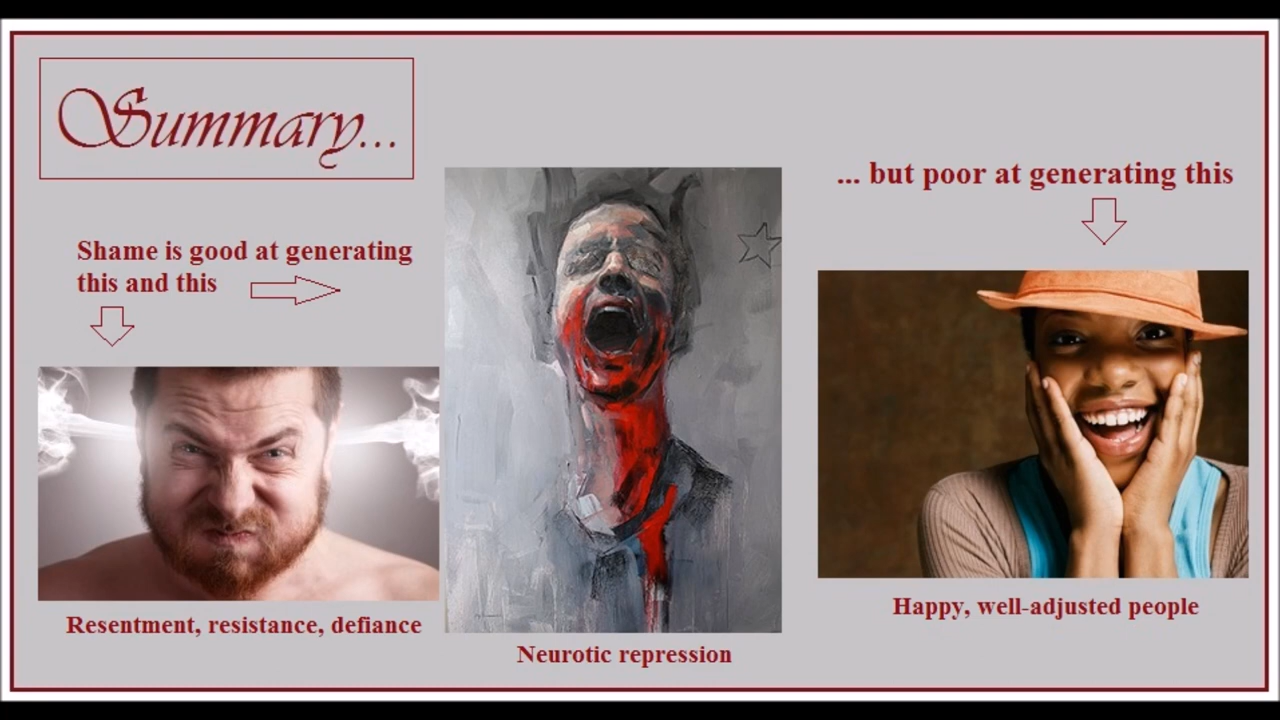 Summary...
Shame is good at generating
this and this
Resentment, resistance, defiance
Neurotic repression
... but poor at generating this
Happy, well-adjusted people